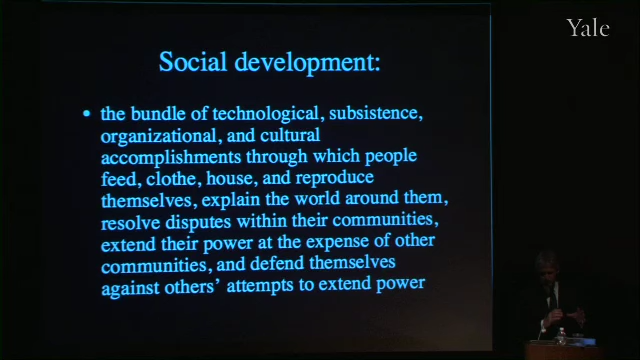 Yale
Social development:
• the bundle of technological, subsistence,
organizational, and cultural
accomplishments through which people
feed, clothe, house, and reproduce
themselves, explain the world around them,
resolve disputes within their communities,
extend their power at the expense of other
communities, and defend themselves
against others’ attempts to extend power